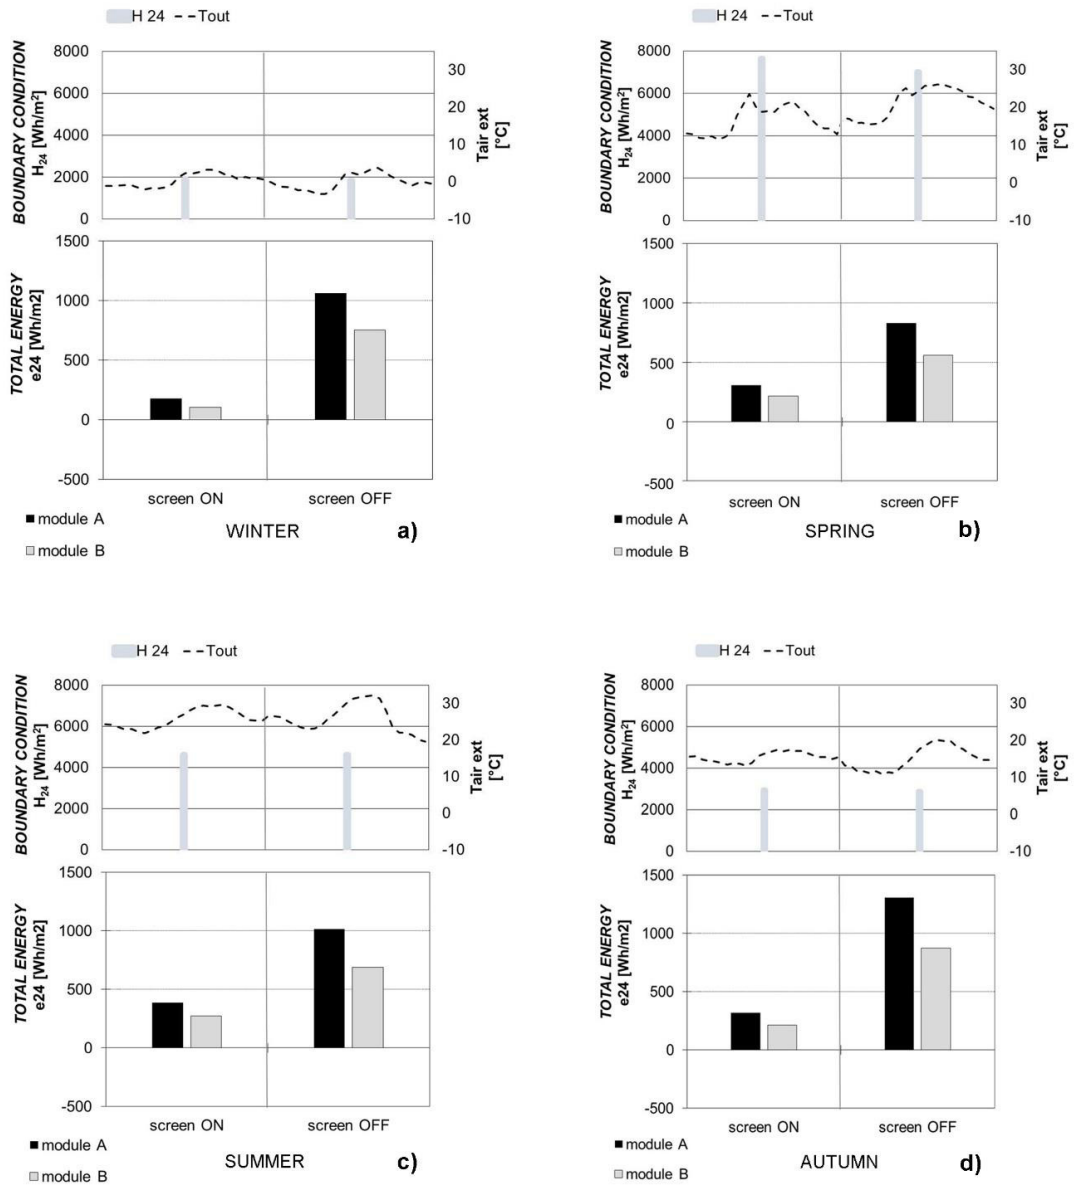 H 24 Tout
BOUNDARY CONDITION
H24 [Wh/m²]
8000
6000
4000
2000
0
30
20
10
0
-10
Tair ext
[°C]
TOTAL ENERGY
e24 [Wh/m2]
1500
1000
500
0
-500
screen ON screen OFF
module A
module B
WINTER a)
H 24 Tout
BOUNDARY CONDITION
H24 [Wh/m²]
8000
6000
4000
2000
0
30
20
10
0
-10
Tair ext
[°C]
TOTAL ENERGY
e24 [Wh/m2]
1500
1000
500
0
-500
screen ON screen OFF
module A
module B
SPRING b)
H 24 Tout
BOUNDARY CONDITION
H24 [Wh/m²]
8000
6000
4000
2000
0
30
20
10
0
-10
Tair ext
[°C]
TOTAL ENERGY
e24 [Wh/m2]
1500
1000
500
0
-500
screen ON screen OFF
module A
module B
SUMMER c)
H 24 Tout
BOUNDARY CONDITION
H24 [Wh/m²]
8000
6000
4000
2000
0
30
20
10
0
-10
Tair ext
[°C]
TOTAL ENERGY
e24 [Wh/m2]
1500
1000
500
0
-500
screen ON screen OFF
module A
module B
AUTUMN d)